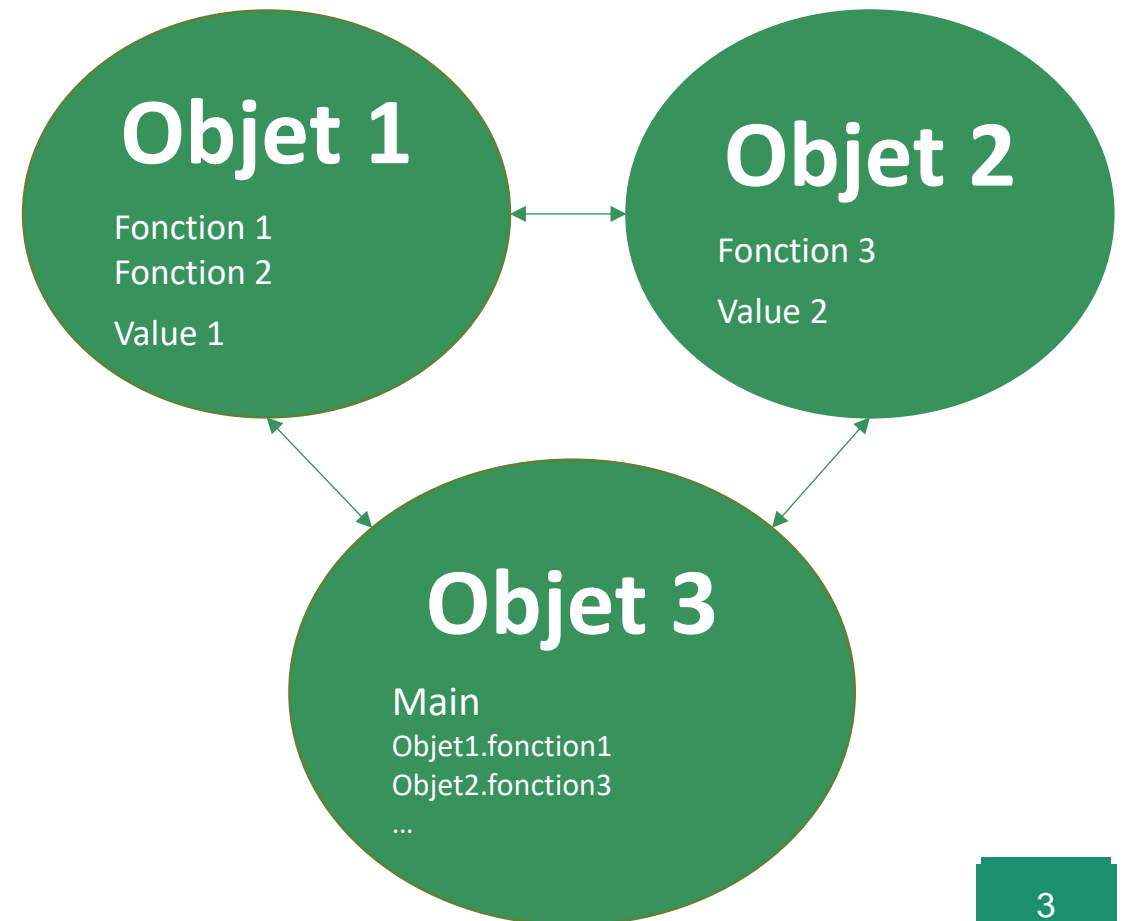 Objet 1
Fonction 1
Fonction 2
Value 1
Objet 2
Fonction 3
Value 2
Objet 3
Main
Objet1.fonction1
Objet2.fonction3
…
3